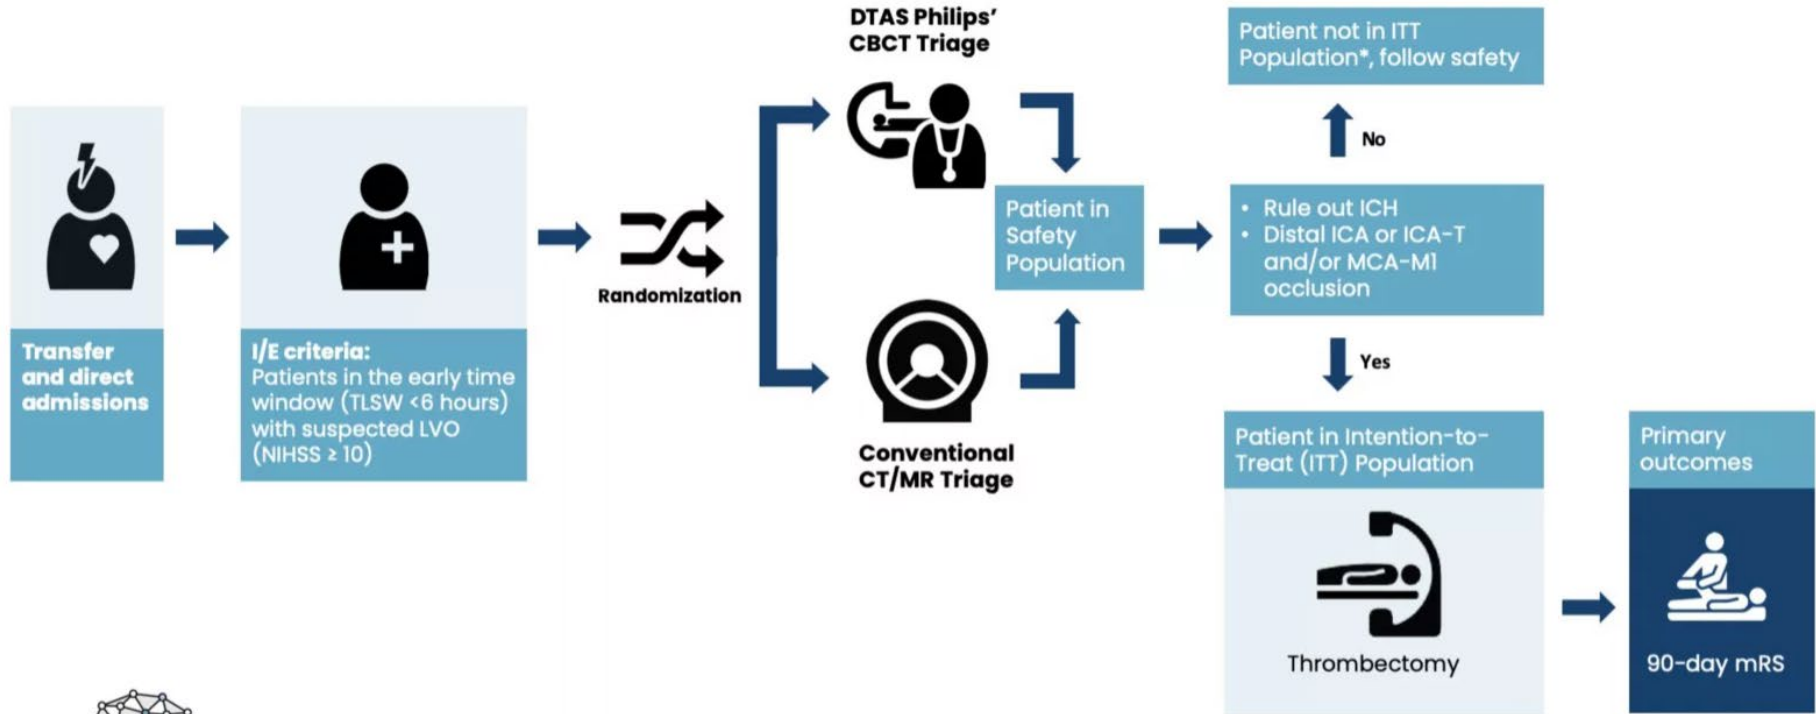 Transfer
and direct
admissions
I/E criteria:
Patients in the early time
window (TLSW <6 hours)
with suspected LVO
(NIHSS ≥ 10)
Randomization
DTAS Philips’
CBCT Triage
Conventional
CT/MR Triage
Patient in
Safety
Population
Patient not in ITT
Population*, follow safety
No
• Rule out ICH
• Distal ICA or ICA-T
and/or MCA-M1
occlusion
Yes
Patient in Intention-to-
Treat (ITT) Population
Thrombectomy
Primary
outcomes
90-day mRS